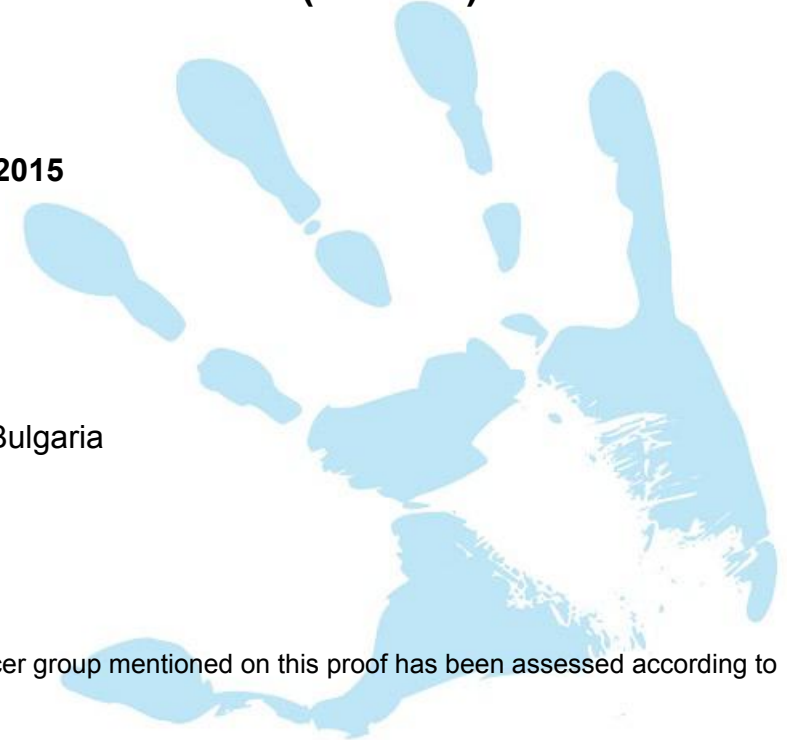 2015
Bulgaria
cer group mentioned on this proof has been assessed according to